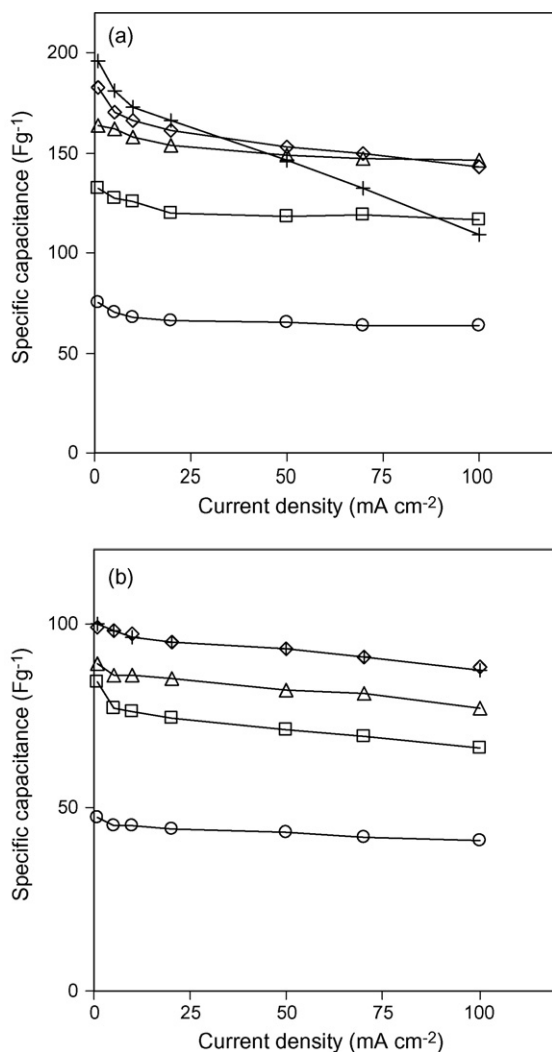 (a)
200
150
100
50
0
Specific capacitance (Fg⁻¹)
0 25 50 75 100
Current density (mA cm⁻²)
(b)
100
50
0
Specific capacitance (Fg⁻¹)
0 25 50 75 100
Current density (mA cm⁻²)